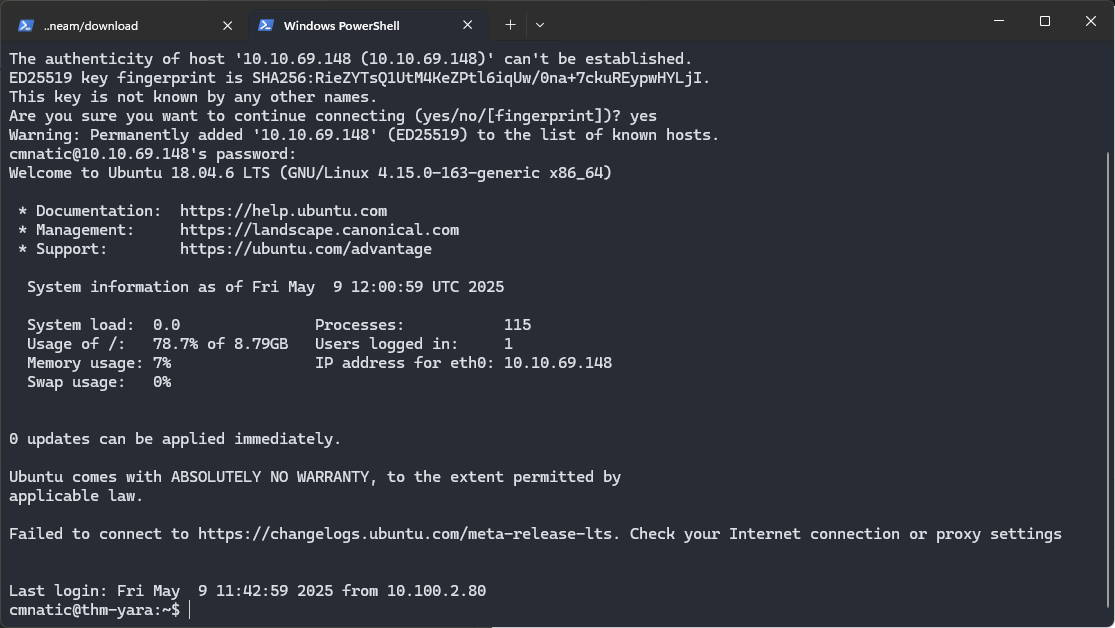 ..neam/download
Windows PowerShell
The authenticity of host '10.10.69.148 (10.10.69.148)' can't be established.
ED25519 key fingerprint is SHA256:RieZYTsQ1UtM4KeZPtl6iqUw/0na+7ckuREypwHYLjI.
This key is not known by any other names.
Are you sure you want to continue connecting (yes/no/[fingerprint])? yes
Warning: Permanently added '10.10.69.148' (ED25519) to the list of known hosts.
cmnatic@10.10.69.148's password:
Welcome to Ubuntu 18.04.6 LTS (GNU/Linux 4.15.0-163-generic x86_64)
* Documentation:  https://help.ubuntu.com
* Management:     https://landscape.canonical.com
* Support:        https://ubuntu.com/advantage
System information as of Fri May  9 12:00:59 UTC 2025
System load:  0.0               Processes:           115
Usage of /:   78.7% of 8.79GB   Users logged in:     1
Memory usage: 7%                IP address for eth0: 10.10.69.148
Swap usage:   0%
0 updates can be applied immediately.
Ubuntu comes with ABSOLUTELY NO WARRANTY, to the extent permitted by
applicable law.
Failed to connect to https://changelogs.ubuntu.com/meta-release-lts. Check your Internet connection or proxy settings
Last login: Fri May  9 11:42:59 2025 from 10.100.2.80
cmnatic@thm-yara:~$